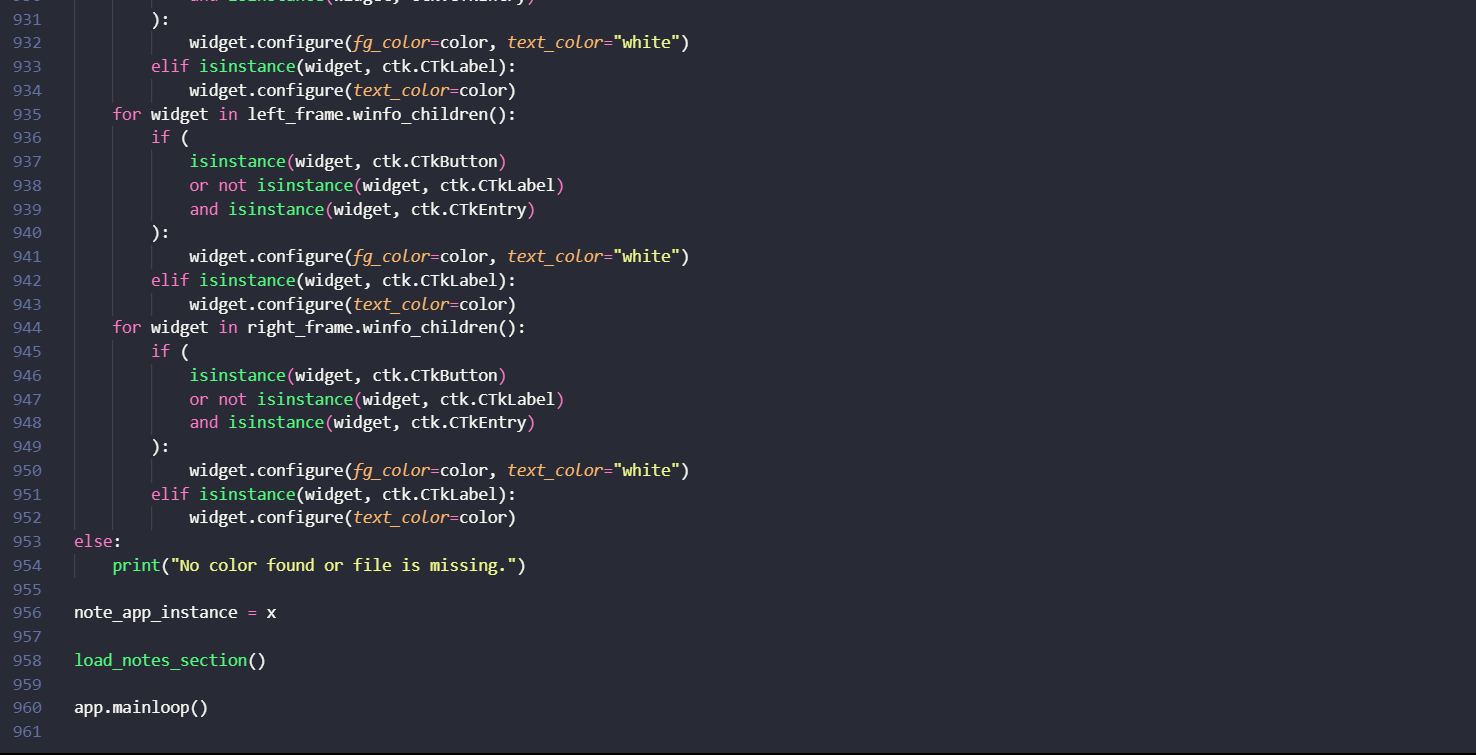 931 ):
932 widget.configure(fg_color=color, text_color="white")
933 elif isinstance(widget, ctk.CTkLabel):
934 widget.configure(text_color=color)
935 for widget in left_frame.winfo_children():
936 if (
937 isinstance(widget, ctk.CTkButton)
938 or not isinstance(widget, ctk.CTkLabel)
939 and isinstance(widget, ctk.CTkEntry)
940 ):
941 widget.configure(fg_color=color, text_color="white")
942 elif isinstance(widget, ctk.CTkLabel):
943 widget.configure(text_color=color)
944 for widget in right_frame.winfo_children():
945 if (
946 isinstance(widget, ctk.CTkButton)
947 or not isinstance(widget, ctk.CTkLabel)
948 and isinstance(widget, ctk.CTkEntry)
949 ):
950 widget.configure(fg_color=color, text_color="white")
951 elif isinstance(widget, ctk.CTkLabel):
952 widget.configure(text_color=color)
953 else:
954 print("No color found or file is missing.")
955
956 note_app_instance = x
957
958 load_notes_section()
959
960 app.mainloop()
961